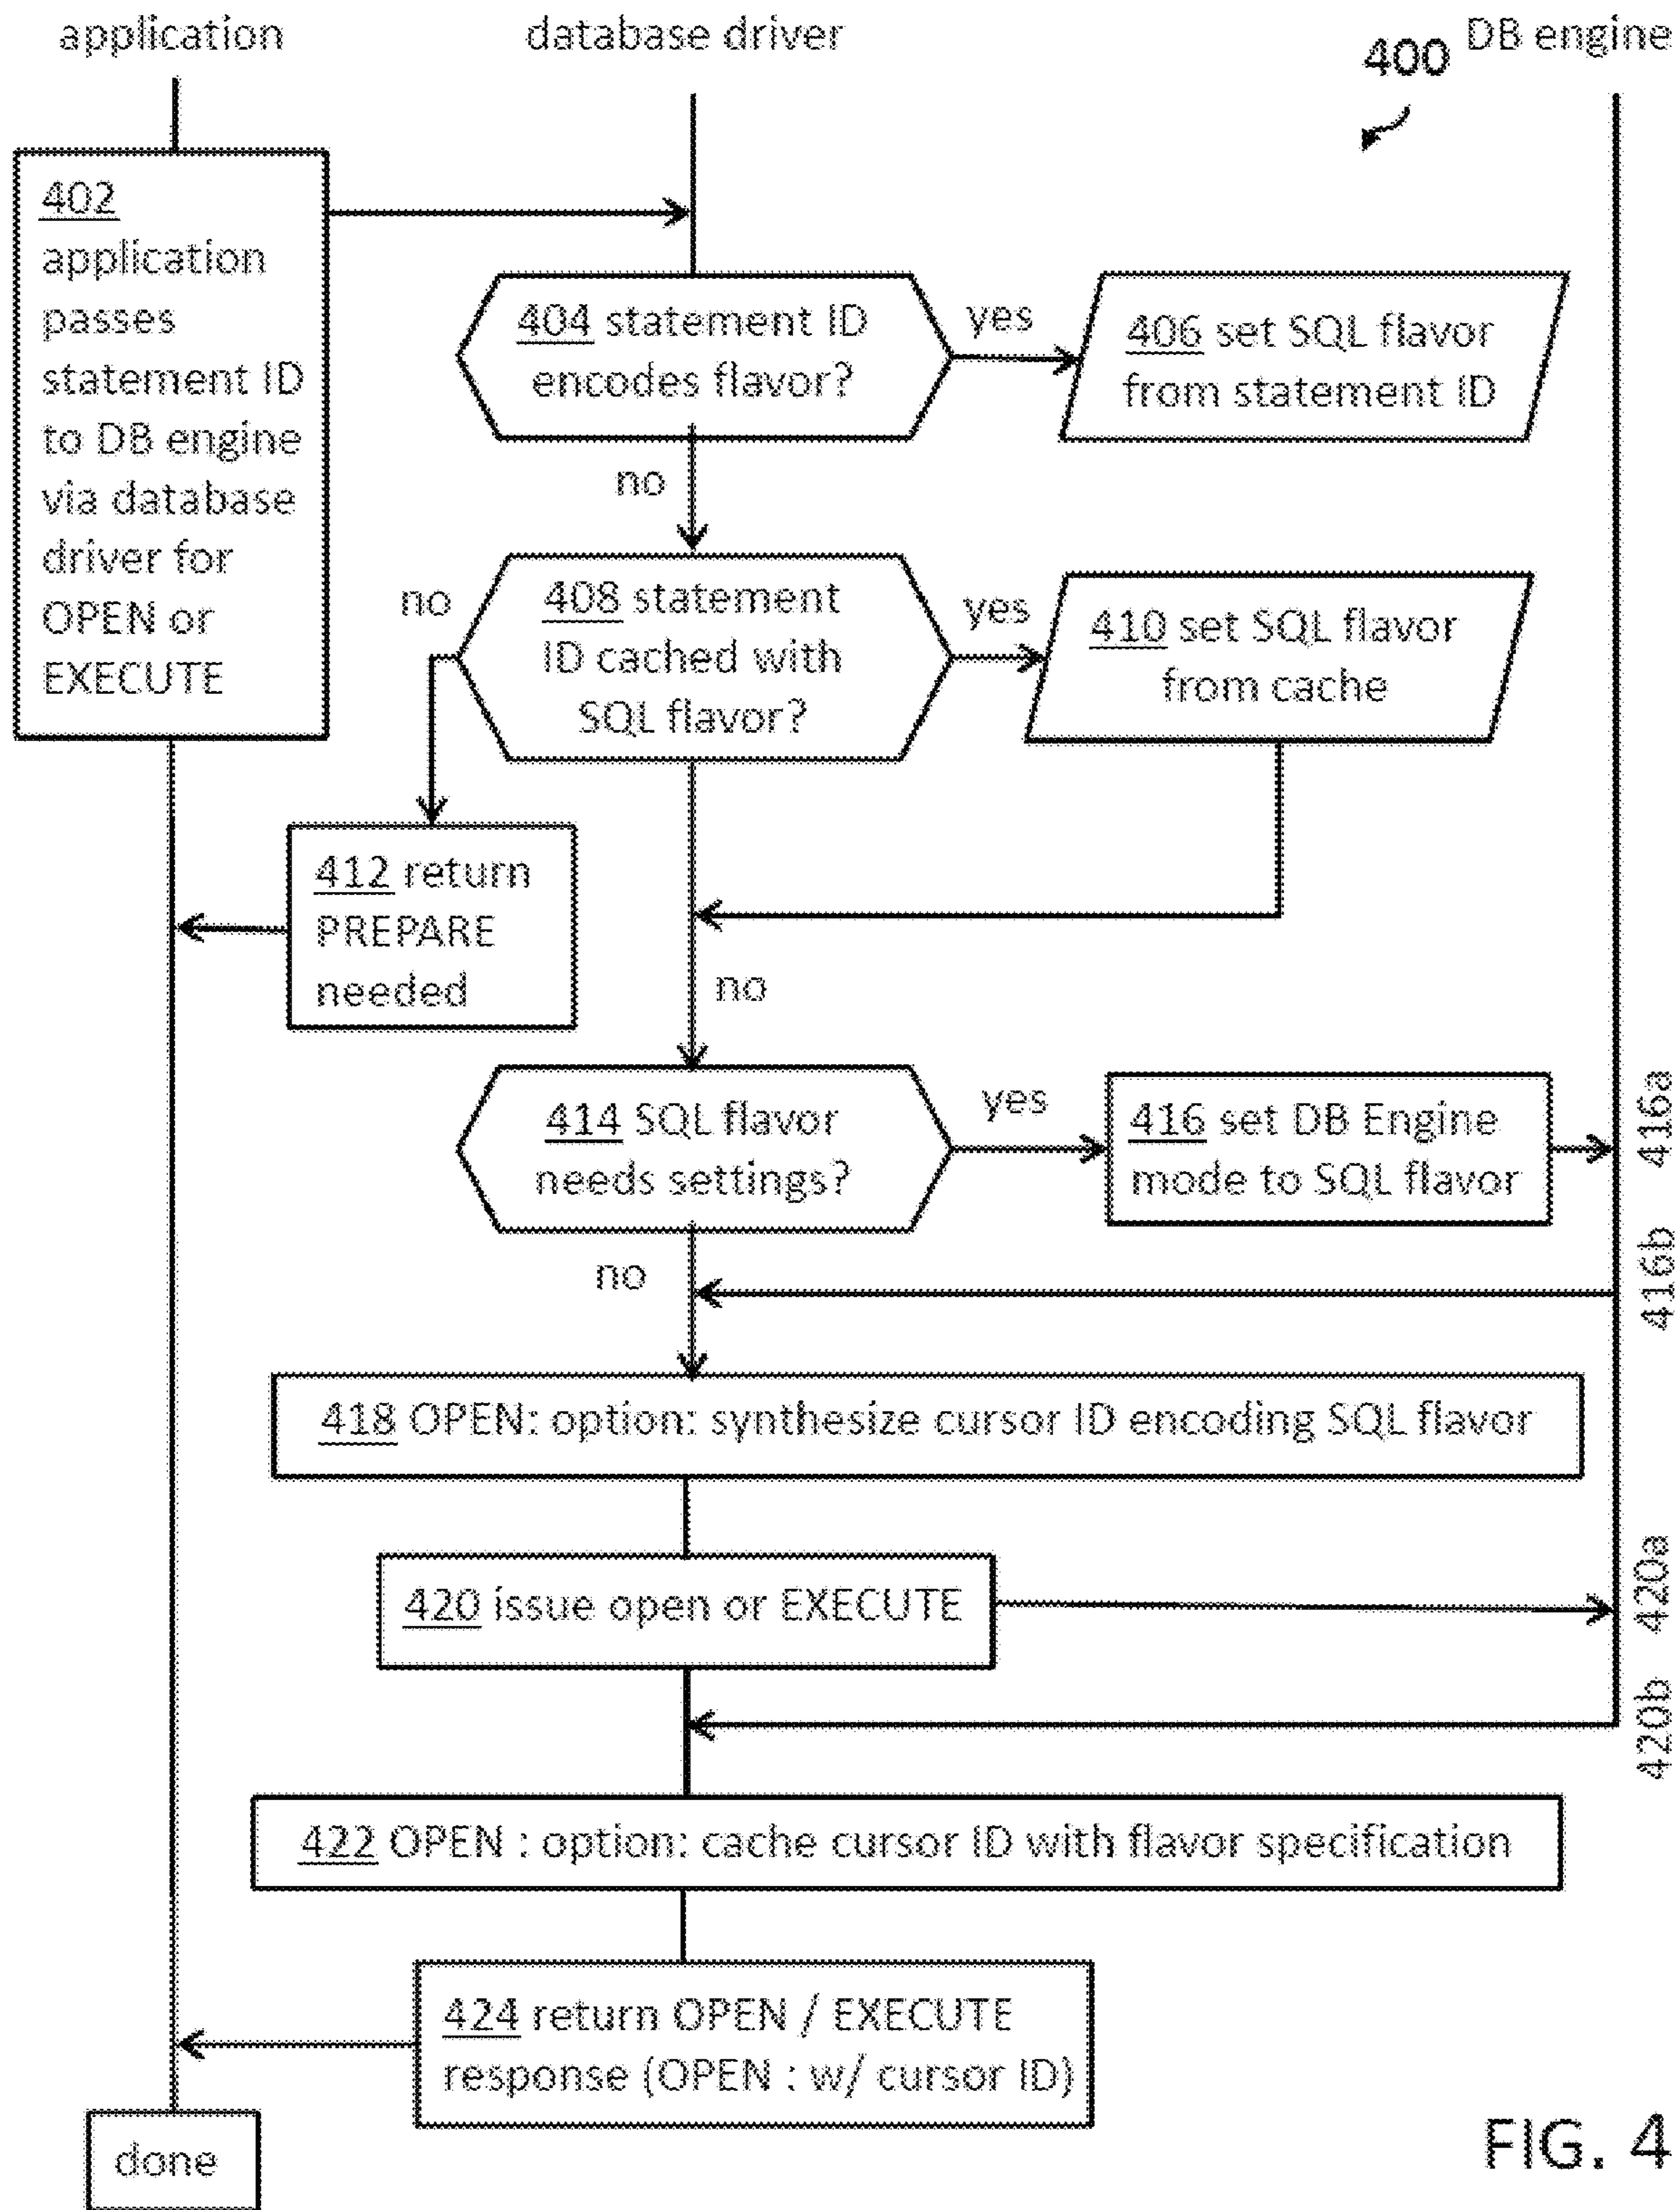 application
database driver
400
DB engine
402
application
passes
statement ID
to DB engine
via database
driver for
OPEN or
EXECUTE
404 statement ID
encodes flavor?
yes
406 set SQL flavor
from statement ID
no
no
408 statement
ID cached with
SQL flavor?
yes
410 set SQL flavor
from cache
412 return
PREPARE
needed
no
414 SQL flavor
needs settings?
yes
416 set DB Engine
mode to SQL flavor
416a
no
416b
418 OPEN: option: synthesize cursor ID encoding SQL flavor
420 issue open or EXECUTE
420a
420b
422 OPEN : option: cache cursor ID with flavor specification
424 return OPEN / EXECUTE
response (OPEN : w/ cursor ID)
done
FIG. 4